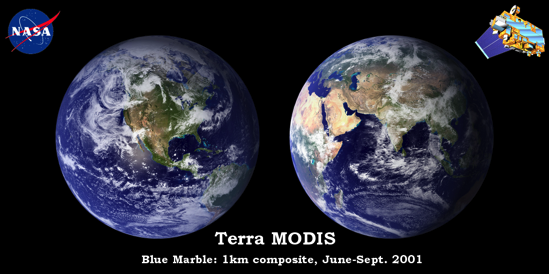 NASA
Terra MODIS
Blue Marble: 1km composite, June-Sept. 2001